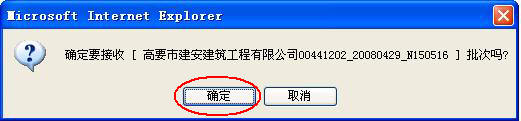 Microsoft Internet Explorer
确定要接收 [ 高要市建安建筑工程有限公司00441202_20080429_N150516 ] 批次吗?
确定
取消